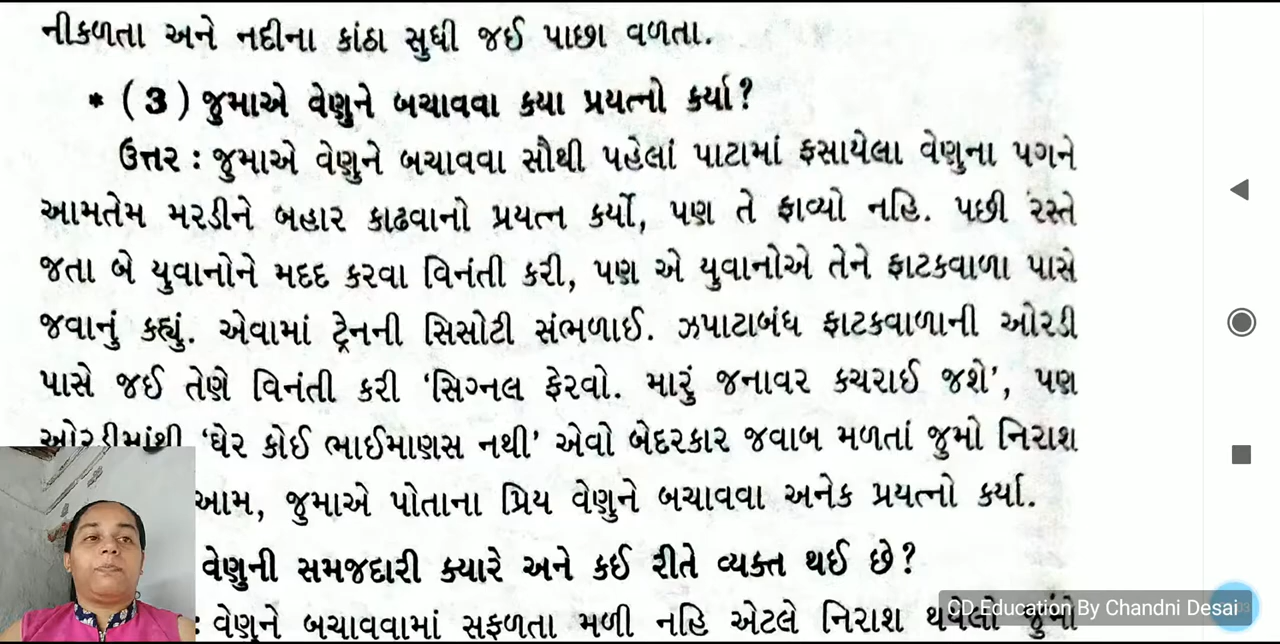 નીકળતા અને નદીના કાંઠા સુધી જઈ પાછા વળતા.
* (3) જુમાએ વેણુને બચાવવા કયા પ્રયત્નો કર્યા?
ઉત્તર : જુમાએ વેણુને બચાવવા સૌથી પહેલાં પાટામાં ફસાયેલા વેણુના પગને
આમતેમ મરડીને બહાર કાઢવાનો પ્રયત્ન કર્યો, પણ તે ફાવ્યો નહિ. પછી રસ્તે
જતા બે યુવાનોને મદદ કરવા વિનંતી કરી, પણ એ યુવાનોએ તેને ફાટકવાળા પાસે
જવાનું કહ્યું. એવામાં ટ્રેનની સિસોટી સંભળાઈ. ઝપાટાબંધ ફાટકવાળાની ઓરડી
પાસે જઈ તેણે વિનંતી કરી ‘સિગ્નલ ફેરવો. મારું જનાવર કચરાઈ જશે’, પણ
ઓરડીમાંથી ‘ઘેર કોઈ ભાઈમાણસ નથી’ એવો બેદરકાર જવાબ મળતાં જુમો નિરાશ
આમ, જુમાએ પોતાના પ્રિય વેણુને બચાવવા અનેક પ્રયત્નો કર્યા.
વેણુની સમજદારી ક્યારે અને કઈ રીતે વ્યક્ત થઈ છે?
: વેણુને બચાવવામાં સફળતા મળી નહિ એટલે નિરાશ થયેલો જુમો
CD Education By Chandni Desai